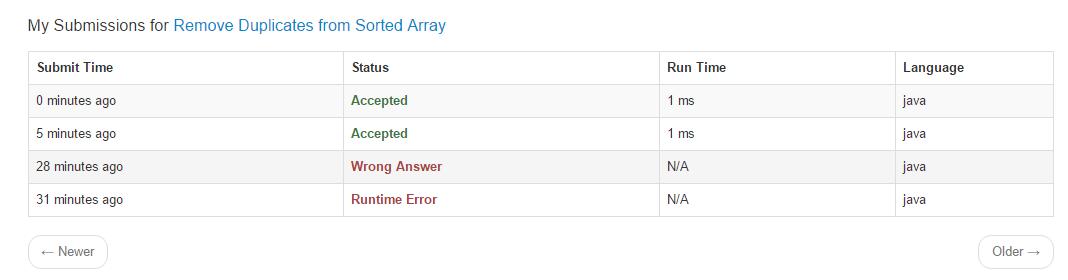 My Submissions for Remove Duplicates from Sorted Array
Submit Time Status Run Time Language
0 minutes ago Accepted 1 ms java
5 minutes ago Accepted 1 ms java
28 minutes ago Wrong Answer N/A java
31 minutes ago Runtime Error N/A java
← Newer Older →